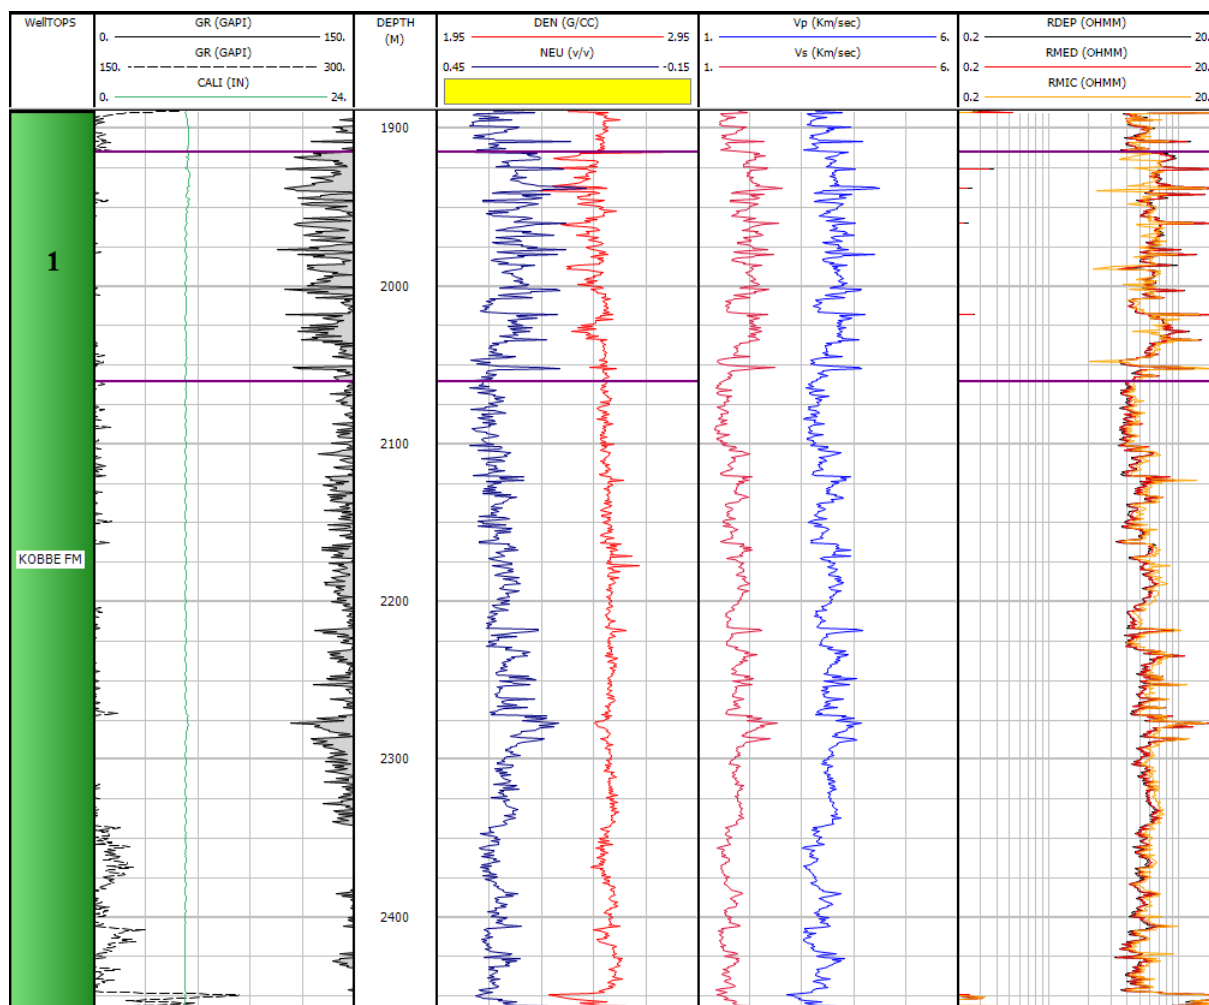 WellTOPS
GR (GAPI)
0. 150.
GR (GAPI)
150. 300.
CALI (IN)
0. 24.
DEPTH
(M)
DEN (G/CC)
1.95 2.95
NEU (v/v)
0.45 -0.15
Vp (Km/sec)
1. 6.
Vs (Km/sec)
1. 6.
RDEP (OHMM)
0.2 20.
RMED (OHMM)
0.2 20.
RMIC (OHMM)
0.2 20.
1900
1
2000
2100
KOBBE FM
2200
2300
2400